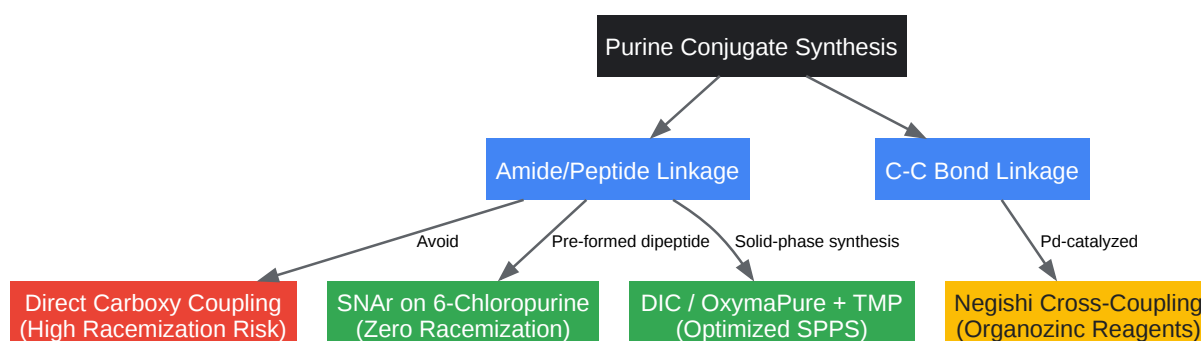 Purine Conjugate Synthesis
Amide/Peptide Linkage
C-C Bond Linkage
Avoid
Pre-formed dipeptide
Solid-phase synthesis
Pd-catalyzed
Direct Carboxy Coupling
(High Racemization Risk)
SNAr on 6-Chloropurine
(Zero Racemization)
DIC / OxymaPure + TMP
(Optimized SPPS)
Negishi Cross-Coupling
(Organozinc Reagents)